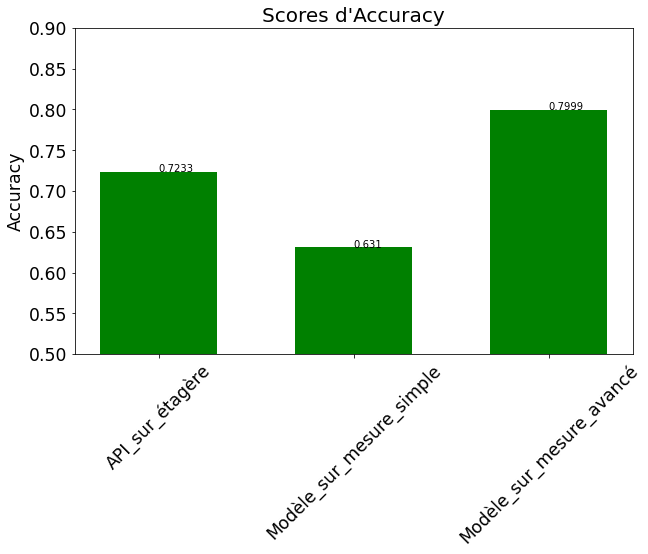 Scores d'Accuracy
0.90
0.85
0.80
0.75
0.70
0.65
0.60
0.55
0.50
Accuracy
0.7233
0.631
0.7999
API_sur_étagère
Modèle_sur_mesure_simple
Modèle_sur_mesure_avancé